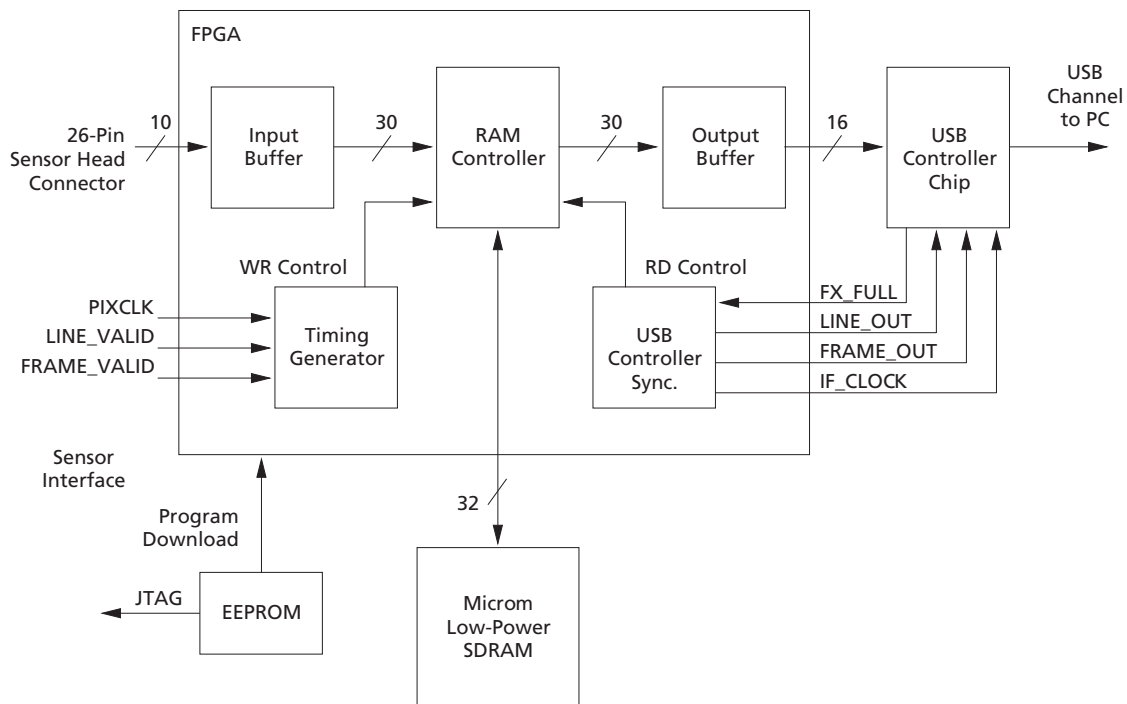 FPGA
26-Pin
Sensor Head
Connector
10
Input
Buffer
30
RAM
Controller
30
Output
Buffer
16
USB
Controller
Chip
USB
Channel
to PC
WR Control
RD Control
PIXCLK
LINE_VALID
FRAME_VALID
Timing
Generator
USB
Controller
Sync.
FX_FULL
LINE_OUT
FRAME_OUT
IF_CLOCK
Sensor
Interface
Program
Download
32
JTAG
EEPROM
Microm
Low-Power
SDRAM